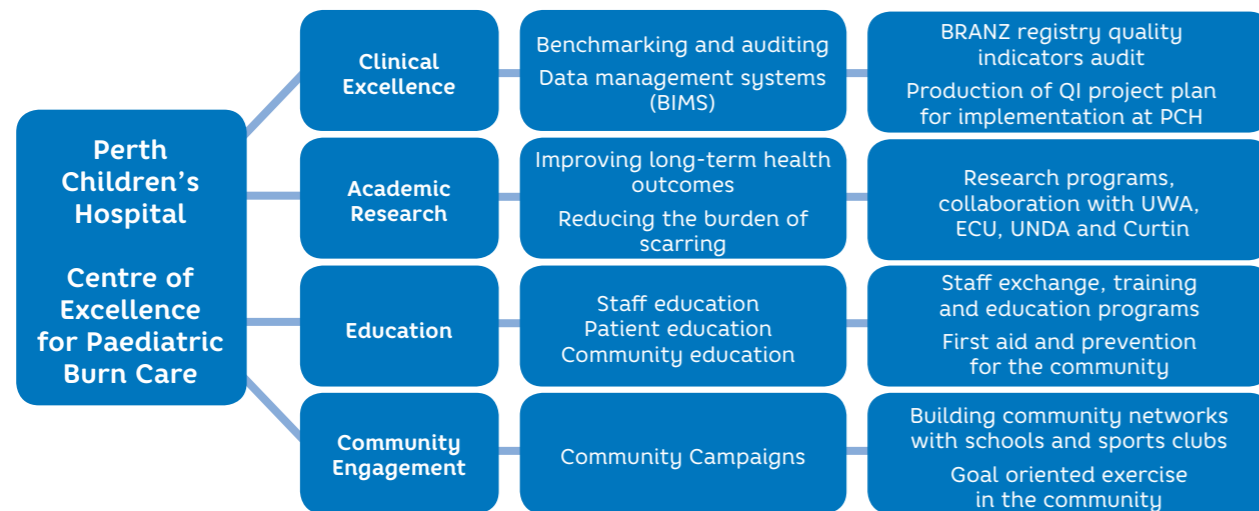 Perth
Children's
Hospital
Centre of
Excellence
for Paediatric
Burn Care
Clinical
Excellence
Benchmarking and auditing
Data management systems
(BIMS)
BRANZ registry quality
indicators audit
Production of QI project plan
for implementation at PCH
Academic
Research
Improving long-term health
outcomes
Reducing the burden of
scarring
Research programs,
collaboration with UWA,
ECU, UNDA and Curtin
Education
Staff education
Patient education
Community education
Staff exchange, training
and education programs
First aid and prevention
for the community
Community
Engagement
Community Campaigns
Building community networks
with schools and sports clubs
Goal oriented exercise
in the community